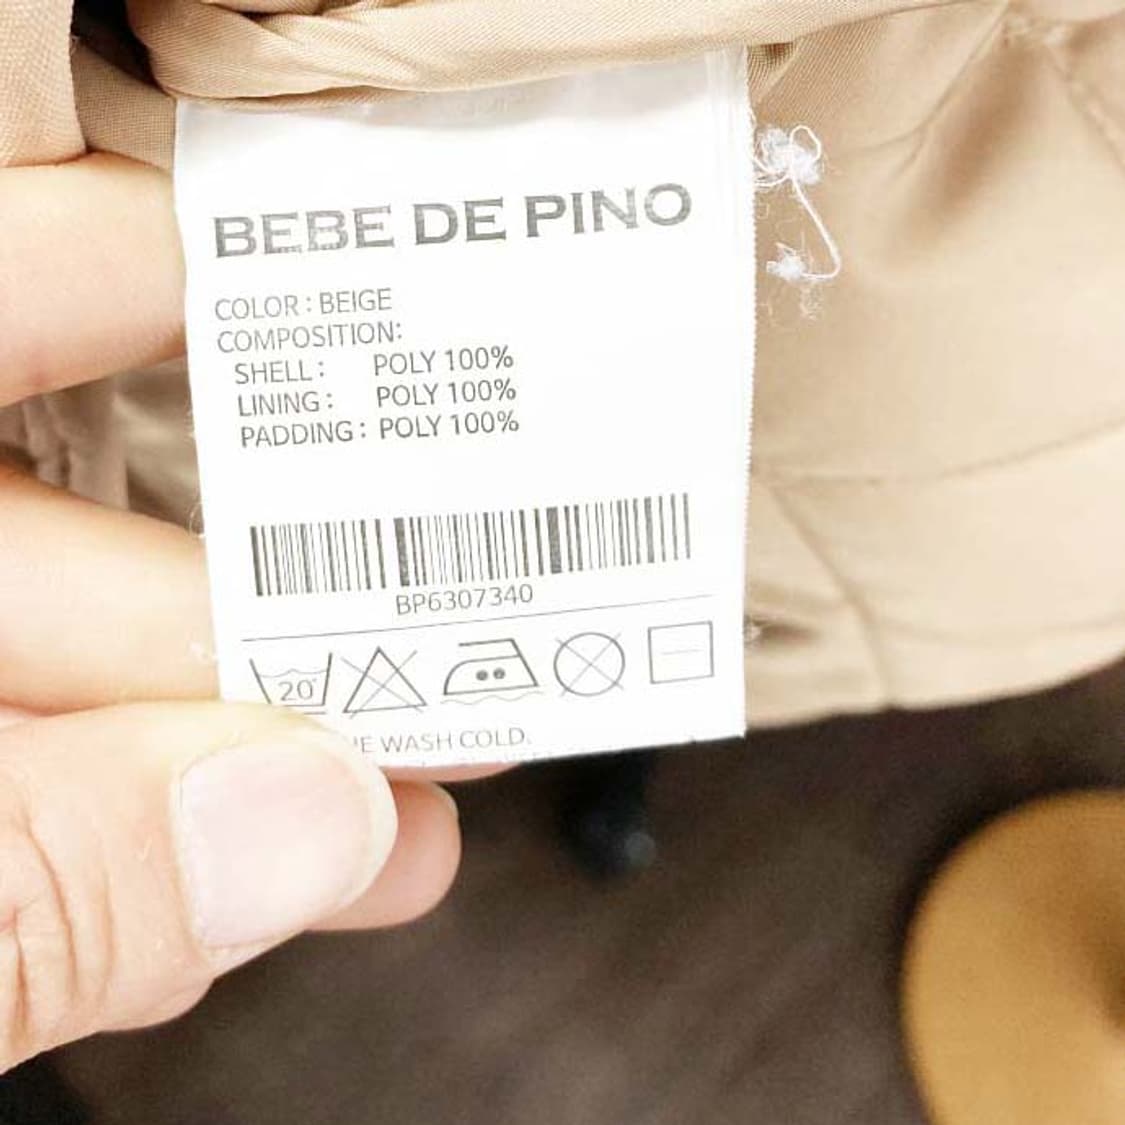 BEBE DE PINO
COLOR : BEIGE
COMPOSITION:
SHELL : POLY 100%
LINING : POLY 100%
PADDING : POLY 100%
BP6307340
20°
WASH COLD.